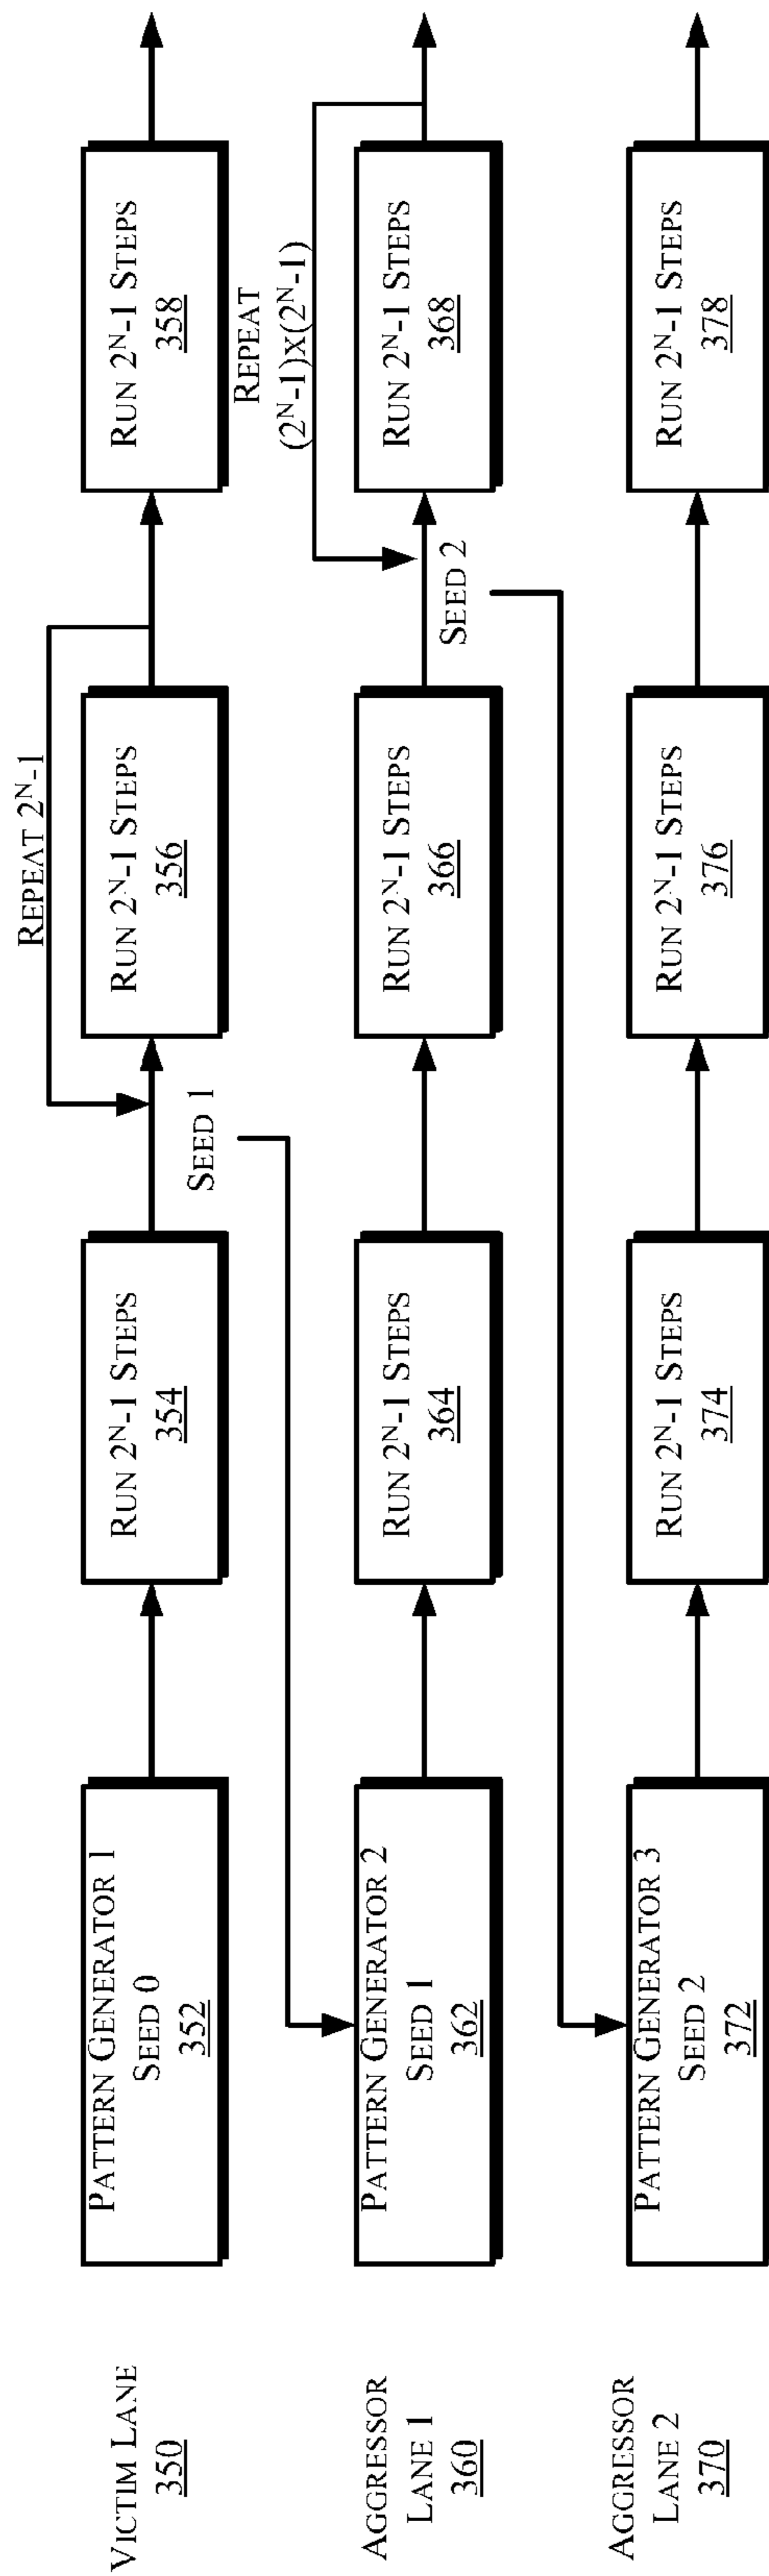 VICTIM LANE
350
PATTERN GENERATOR 1
SEED 0
352
RUN 2ᴺ-1 STEPS
354
SEED 1
REPEAT 2ᴺ-1
RUN 2ᴺ-1 STEPS
356
RUN 2ᴺ-1 STEPS
358
AGGRESSOR
LANE 1
360
PATTERN GENERATOR 2
SEED 1
362
RUN 2ᴺ-1 STEPS
364
RUN 2ᴺ-1 STEPS
366
SEED 2
REPEAT
(2ᴺ-1)X(2ᴺ-1)
RUN 2ᴺ-1 STEPS
368
AGGRESSOR
LANE 2
370
PATTERN GENERATOR 3
SEED 2
372
RUN 2ᴺ-1 STEPS
374
RUN 2ᴺ-1 STEPS
376
RUN 2ᴺ-1 STEPS
378